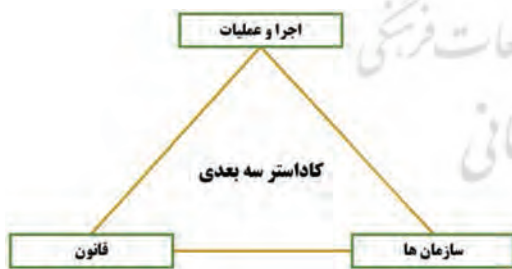 اجرا و عملیات
کاداستر سه بعدی
سازمان ها
قانون